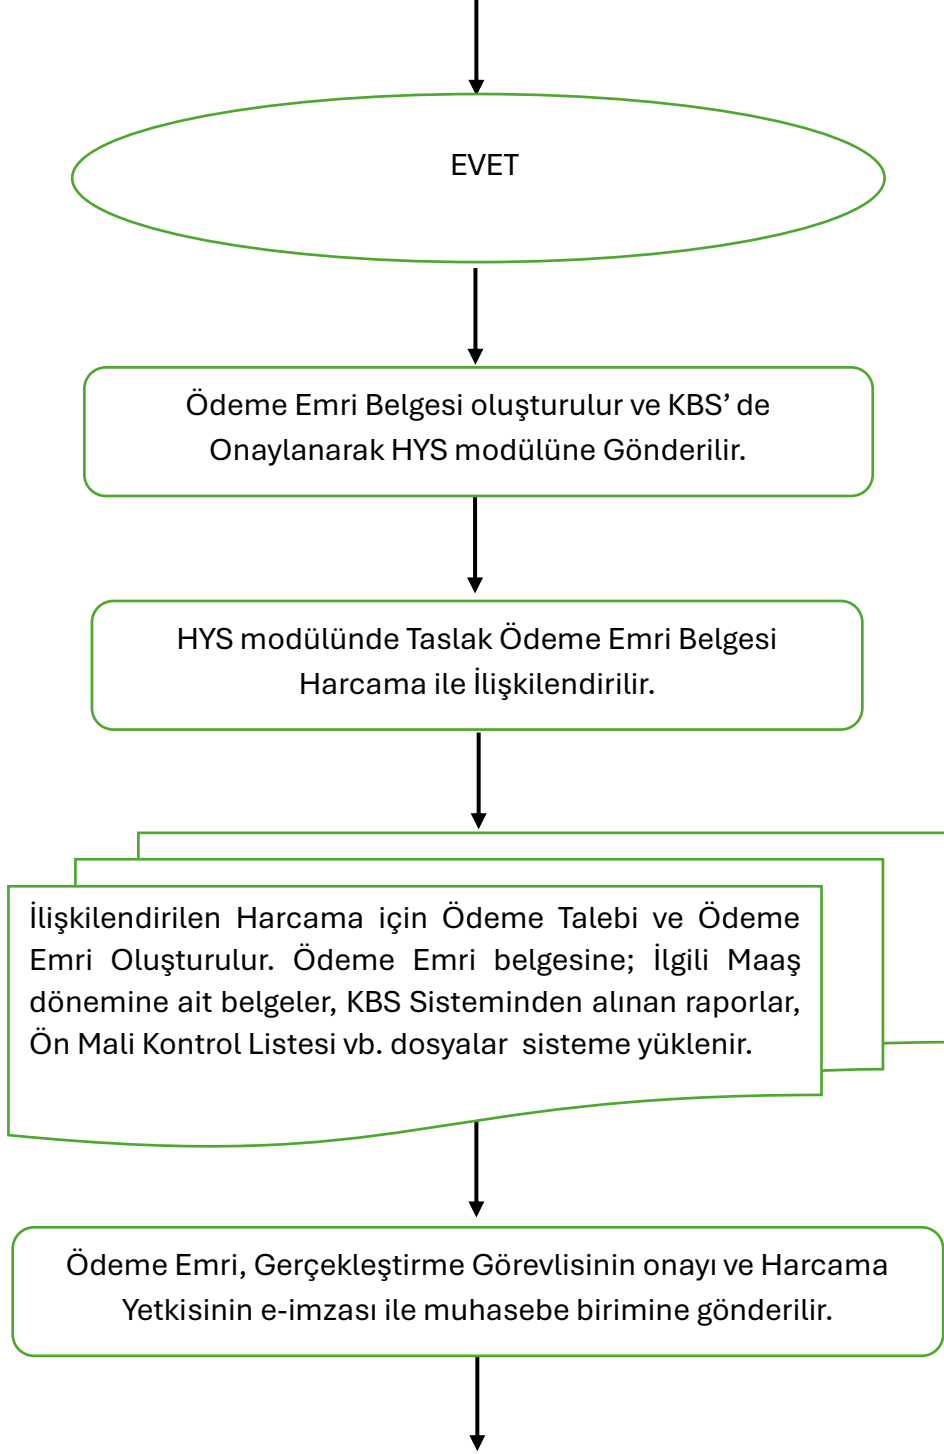 EVET
Ödeme Emri Belgesi oluşturulur ve KBS’ de
Onaylanarak HYS modülüne Gönderilir.
HYS modülünde Taslak Ödeme Emri Belgesi
Harcama ile İlişkilendirilir.
İlişkilendirilen Harcama için Ödeme Talebi ve Ödeme
Emri Oluşturulur. Ödeme Emri belgesine; İlgili Maaş
dönemine ait belgeler, KBS Sisteminden alınan raporlar,
Ön Mali Kontrol Listesi vb. dosyalar  sisteme yüklenir.
Ödeme Emri, Gerçekleştirme Görevlisinin onayı ve Harcama
Yetkisinin e-imzası ile muhasebe birimine gönderilir.